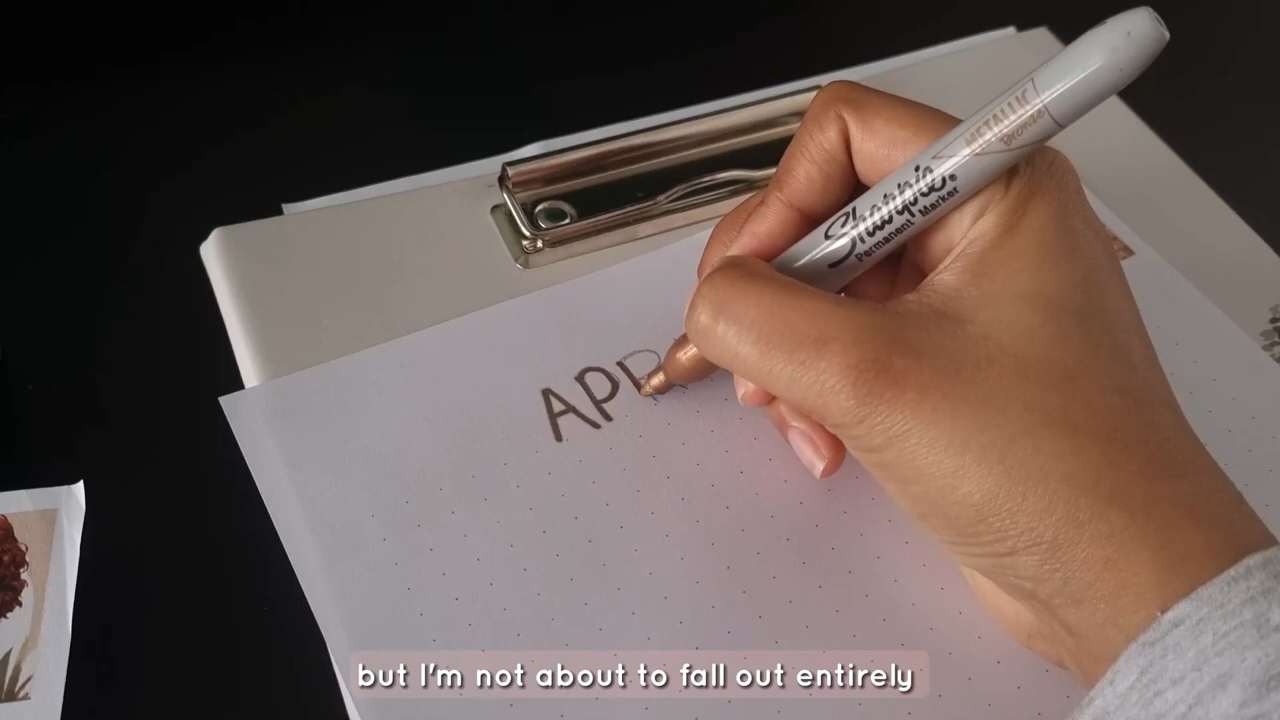 METALLIC
Bronze
Sharpie®
Permanent Marker
APR
but I'm not about to fall out entirely